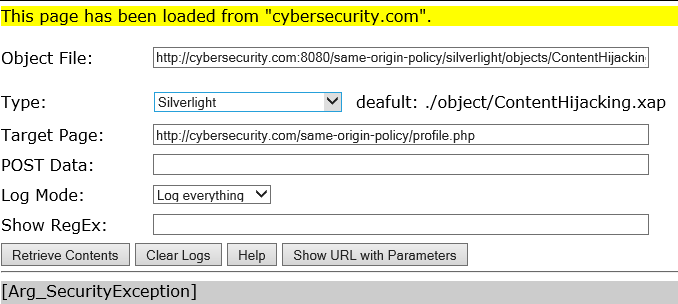 This page has been loaded from "cybersecurity.com".
Object File: http://cybersecurity.com:8080/same-origin-policy/silverlight/objects/ContentHijackin
Type: Silverlight deafult: ./object/ContentHijacking.xap
Target Page: http://cybersecurity.com/same-origin-policy/profile.php
POST Data:
Log Mode: Log everything
Show RegEx:
Retrieve Contents Clear Logs Help Show URL with Parameters
[Arg_SecurityException]